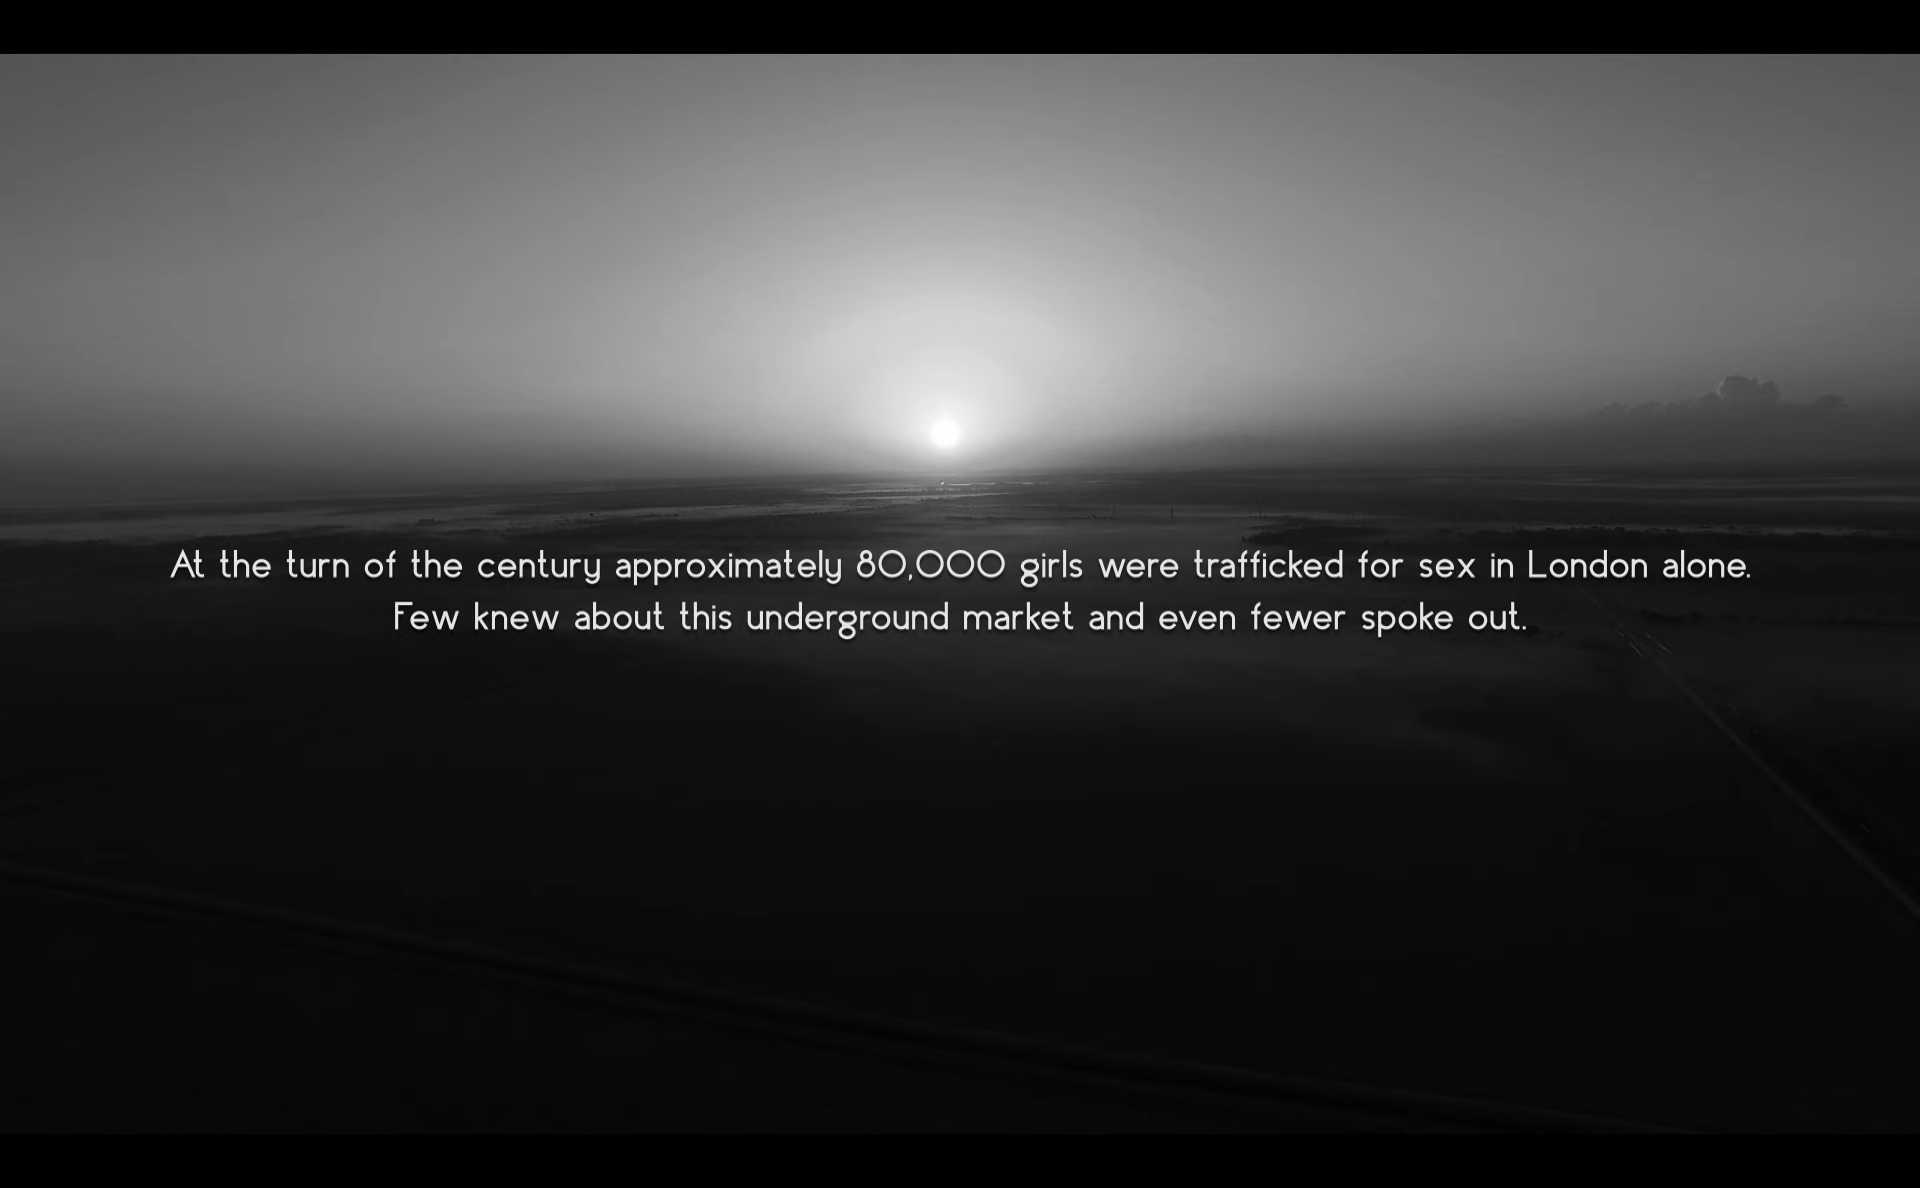 At the turn of the century approximately 80,000 girls were trafficked for sex in London alone.
Few knew about this underground market and even fewer spoke out.